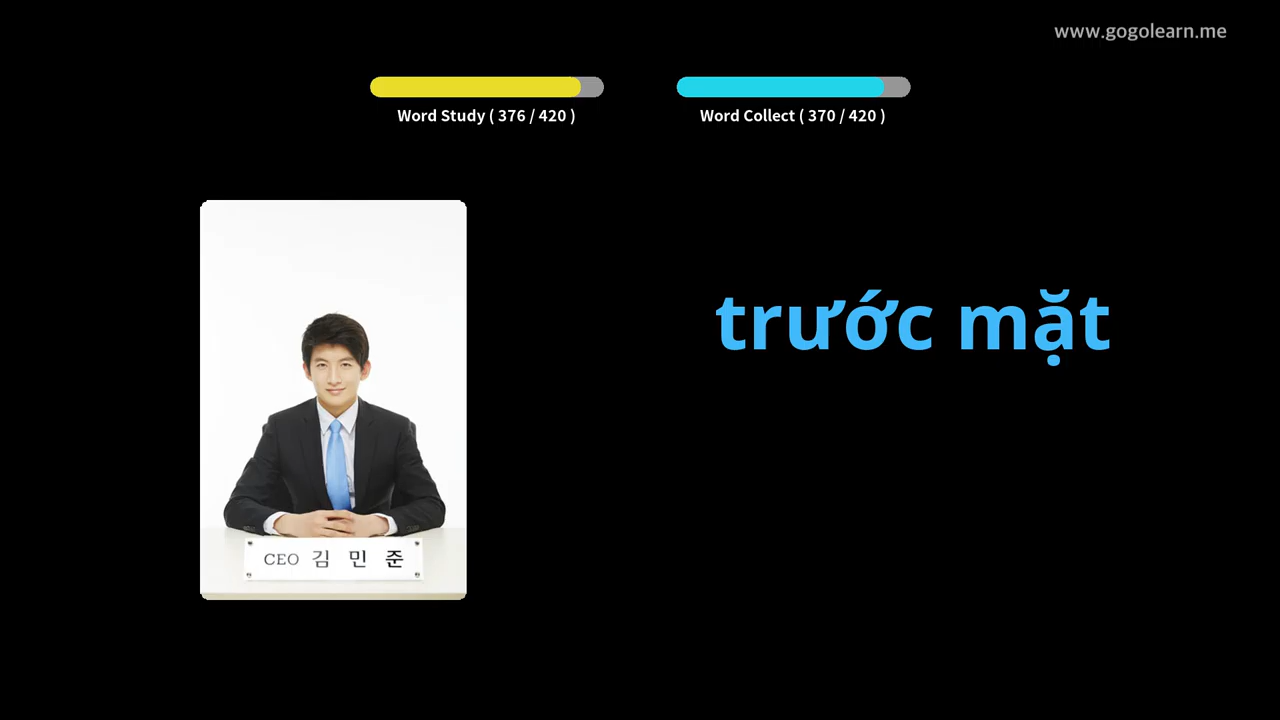 www.gogolearn.me
Word Study ( 376 / 420 )
Word Collect ( 370 / 420 )
trước mặt
CEO 김 민 준